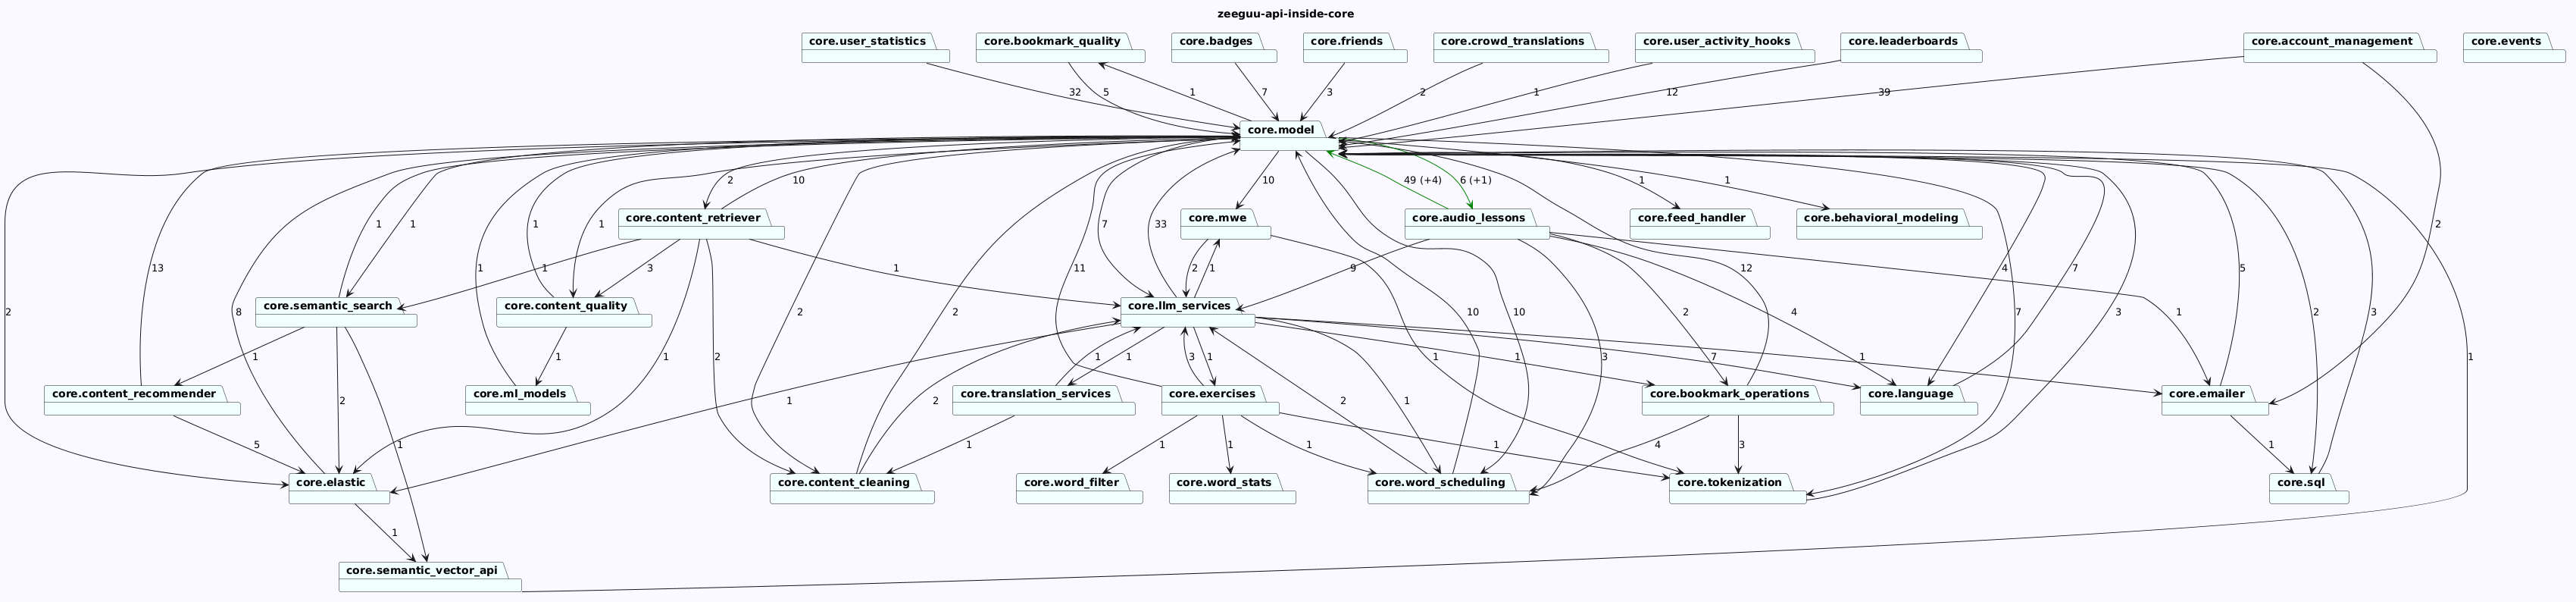 zeeguu-api-inside-core
core.user_statistics
core.bookmark_quality
core.badges
core.friends
core.crowd_translations
core.user_activity_hooks
core.leaderboards
core.account_management
core.events
32
5
1
7
3
2
1
12
39
core.model
2
10
1
1
1
2
7
33
10
49 (+4)
6 (+1)
1
1
core.content_retriever
core.mwe
core.audio_lessons
core.feed_handler
core.behavioral_modeling
2
13
8
1
1
1
3
1
11
2
1
9
10
10
2
4
12
4
7
1
5
2
3
2
core.semantic_search
core.content_quality
core.llm_services
2
2
7
3
1
1
2
1
1
1
2
1
1
3
1
2
1
3
1
1
7
1
core.content_recommender
core.ml_models
core.translation_services
core.exercises
core.bookmark_operations
core.language
core.emailer
5
1
1
1
1
1
4
3
1
core.elastic
core.content_cleaning
core.word_filter
core.word_stats
core.word_scheduling
core.tokenization
core.sql
1
core.semantic_vector_api